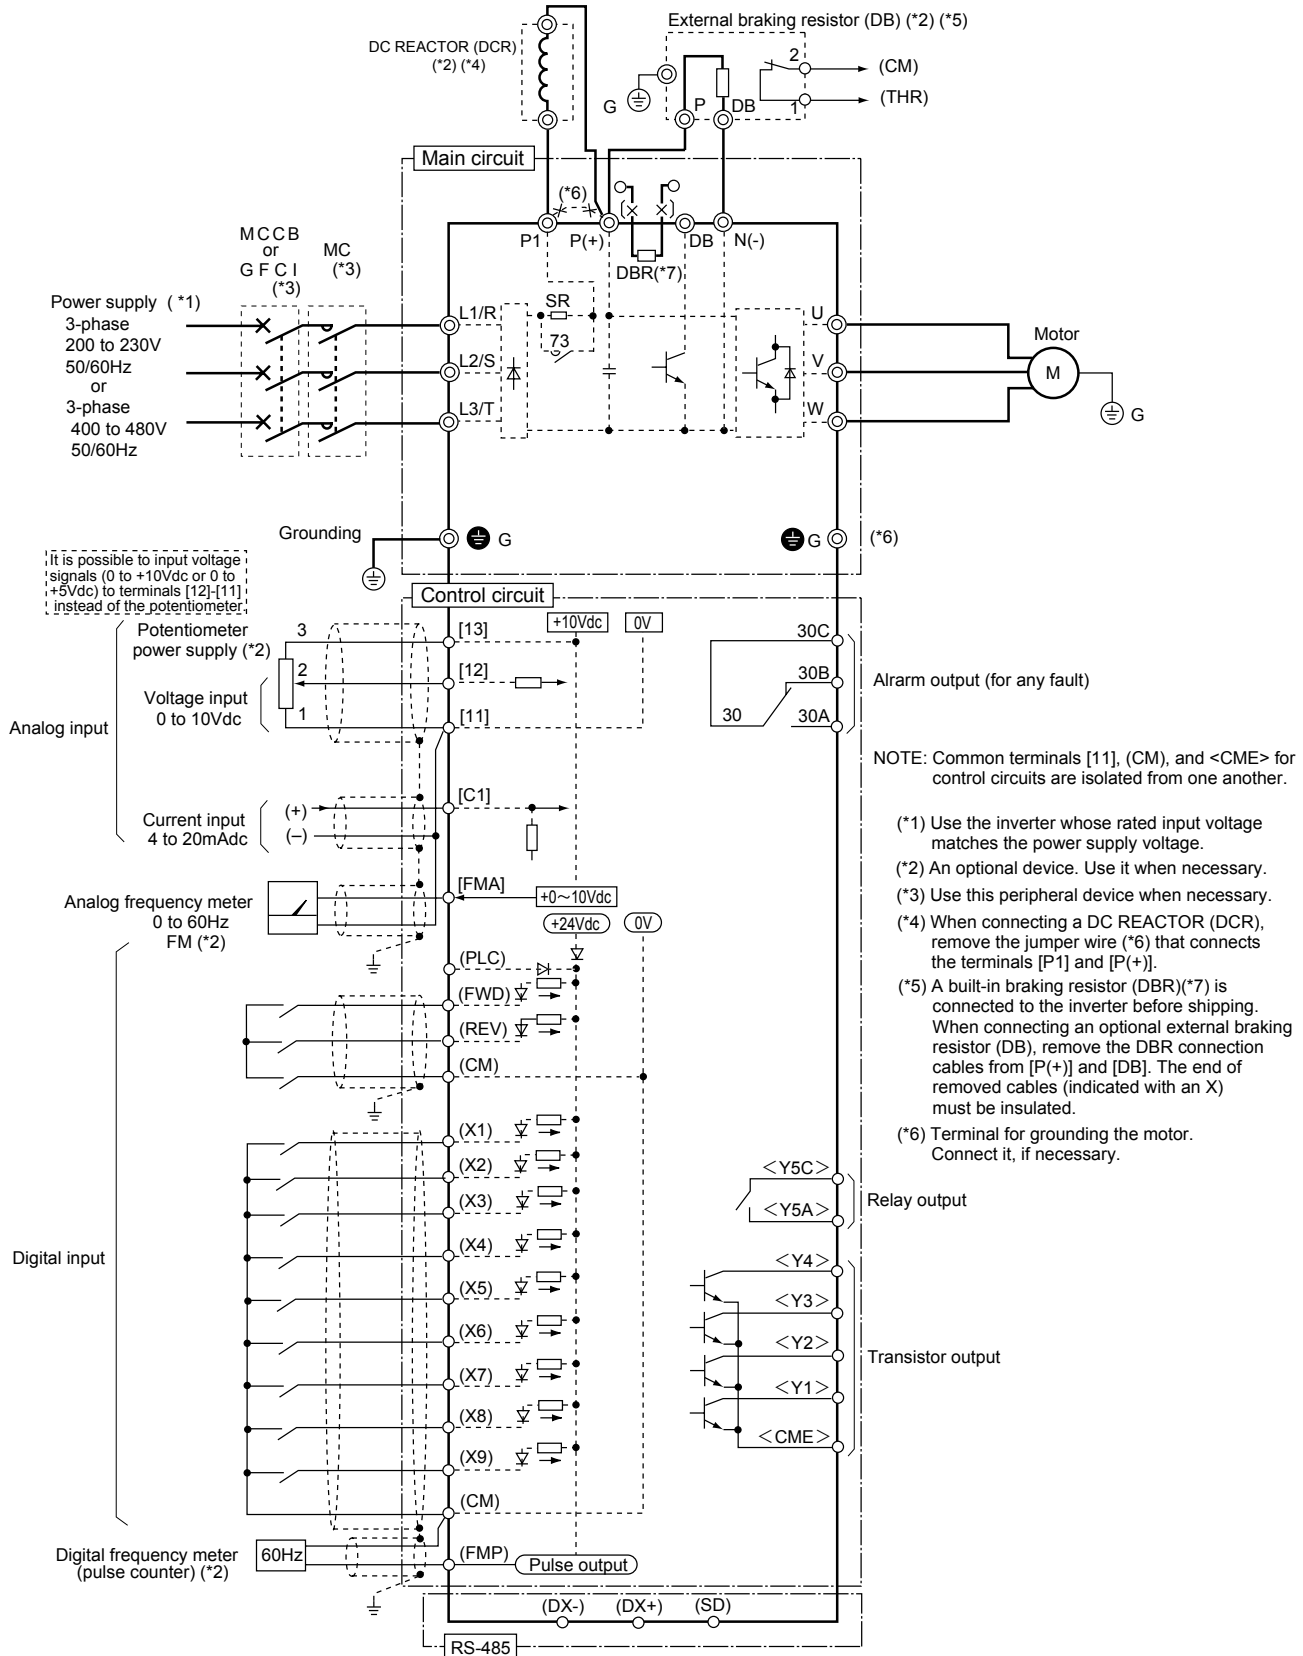 External braking resistor (DB) (*2) (*5)
DC REACTOR (DCR)
(*2) (*4)
2
(CM)
G
P
DB
1
(THR)
Main circuit
(*6)
P1
P(+)
DB
N(-)
DBR(*7)
MCCB
or
GFCI
(*3)
MC
(*3)
Power supply (*1)
3-phase
200 to 230V
50/60Hz
or
3-phase
400 to 480V
50/60Hz
L1/R
L2/S
L3/T
SR
73
U
V
W
Motor
M
G
Grounding
G
G
(*6)
It is possible to input voltage
signals (0 to +10Vdc or 0 to
+5Vdc) to terminals [12]-[11]
instead of the potentiometer
Control circuit
Potentiometer
power supply (*2)
3
2
1
Voltage input
0 to 10Vdc
Analog input
[13]
[12]
[11]
+10Vdc
0V
30C
30B
30
30A
Alrarm output (for any fault)
NOTE: Common terminals [11], (CM), and <CME> for
control circuits are isolated from one another.
Current input
4 to 20mAdc
(+)
(–)
[C1]
(*1) Use the inverter whose rated input voltage
matches the power supply voltage.
(*2) An optional device. Use it when necessary.
(*3) Use this peripheral device when necessary.
(*4) When connecting a DC REACTOR (DCR),
remove the jumper wire (*6) that connects
the terminals [P1] and [P(+)].
(*5) A built-in braking resistor (DBR)(*7) is
connected to the inverter before shipping.
When connecting an optional external braking
resistor (DB), remove the DBR connection
cables from [P(+)] and [DB]. The end of
removed cables (indicated with an X)
must be insulated.
(*6) Terminal for grounding the motor.
Connect it, if necessary.
Analog frequency meter
0 to 60Hz
FM (*2)
[FMA]
+0～10Vdc
+24Vdc
0V
(PLC)
(FWD)
(REV)
(CM)
Digital input
(X1)
(X2)
(X3)
(X4)
(X5)
(X6)
(X7)
(X8)
(X9)
(CM)
<Y5C>
<Y5A>
Relay output
<Y4>
<Y3>
<Y2>
<Y1>
<CME>
Transistor output
Digital frequency meter
(pulse counter) (*2)
60Hz
(FMP)
Pulse output
(DX-)
(DX+)
(SD)
RS-485